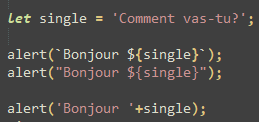 let single = 'Comment vas-tu?';
alert(`Bonjour ${single}`);
alert("Bonjour ${single}");
alert('Bonjour '+single);